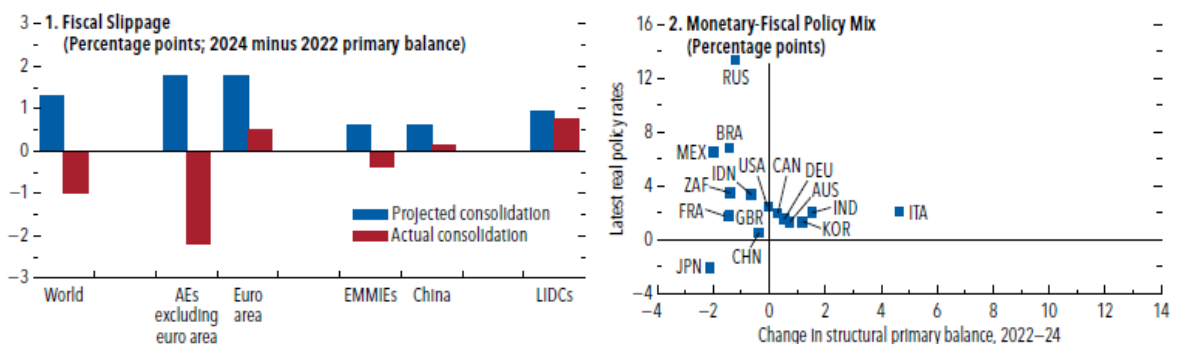 1. Fiscal Slippage
(Percentage points; 2024 minus 2022 primary balance)
3
2
1
0
−1
−2
−3
Projected consolidation
Actual consolidation
World
AEs
excluding
euro area
Euro
area
EMMIEs
China
LIDCs
2. Monetary-Fiscal Policy Mix
(Percentage points)
Latest real policy rates
16
12
8
4
0
−4
RUS
BRA
MEX
USA CAN DEU
IDN
ZAF
AUS
FRA
GBR
IND
ITA
KOR
CHN
JPN
−4 −2 0 2 4 6 8 10 12 14
Change in structural primary balance, 2022–24